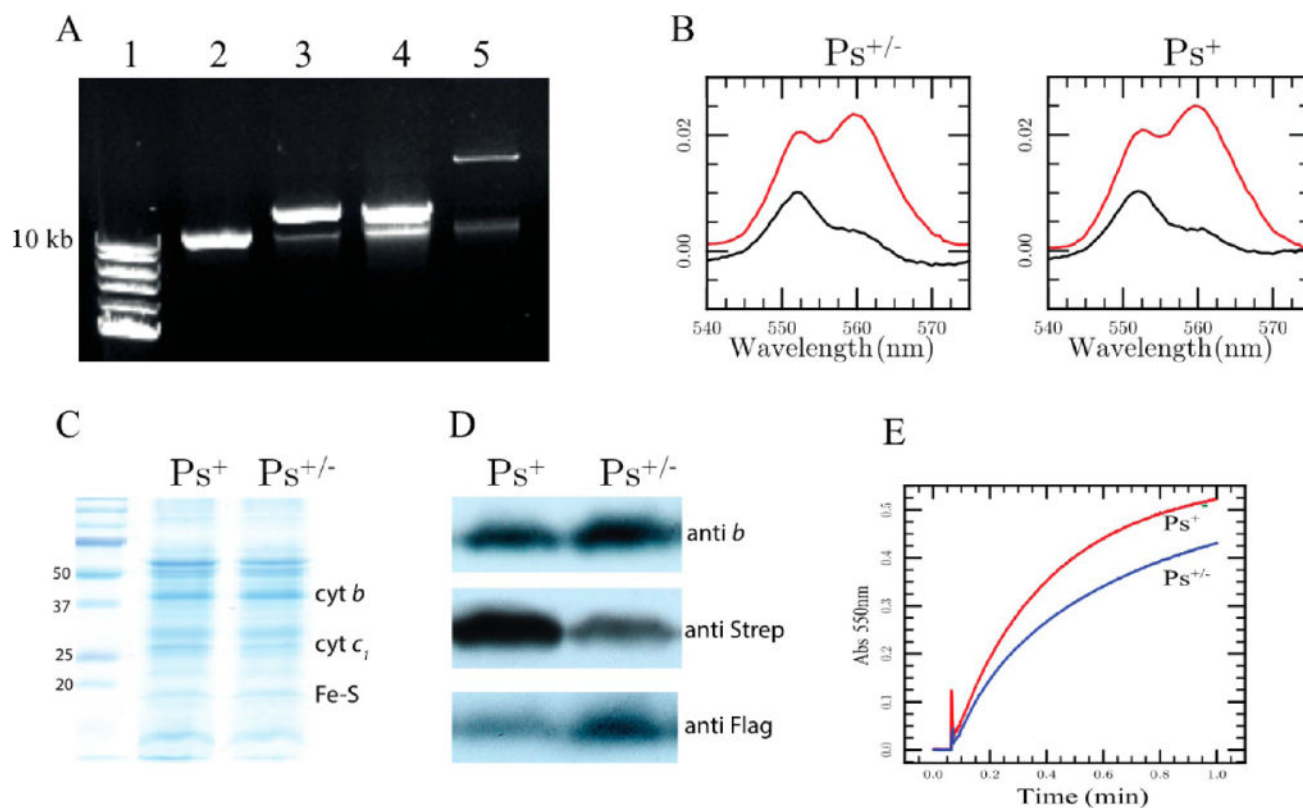 A
1 2 3 4 5
10 kb
B
Ps+/-
0.02
0.00
540 550 560 570
Wavelength (nm)
Ps+
0.02
0.00
540 550 560 570
Wavelength (nm)
C
Ps+ Ps+/-
50
37
25
20
cyt b
cyt c1
Fe-S
D
Ps+ Ps+/-
anti b
anti Strep
anti Flag
E
Abs 550nm
0.5
0.4
0.3
0.2
0.1
0.0
Ps+
Ps+/-
0.0 0.2 0.4 0.6 0.8 1.0
Time (min)